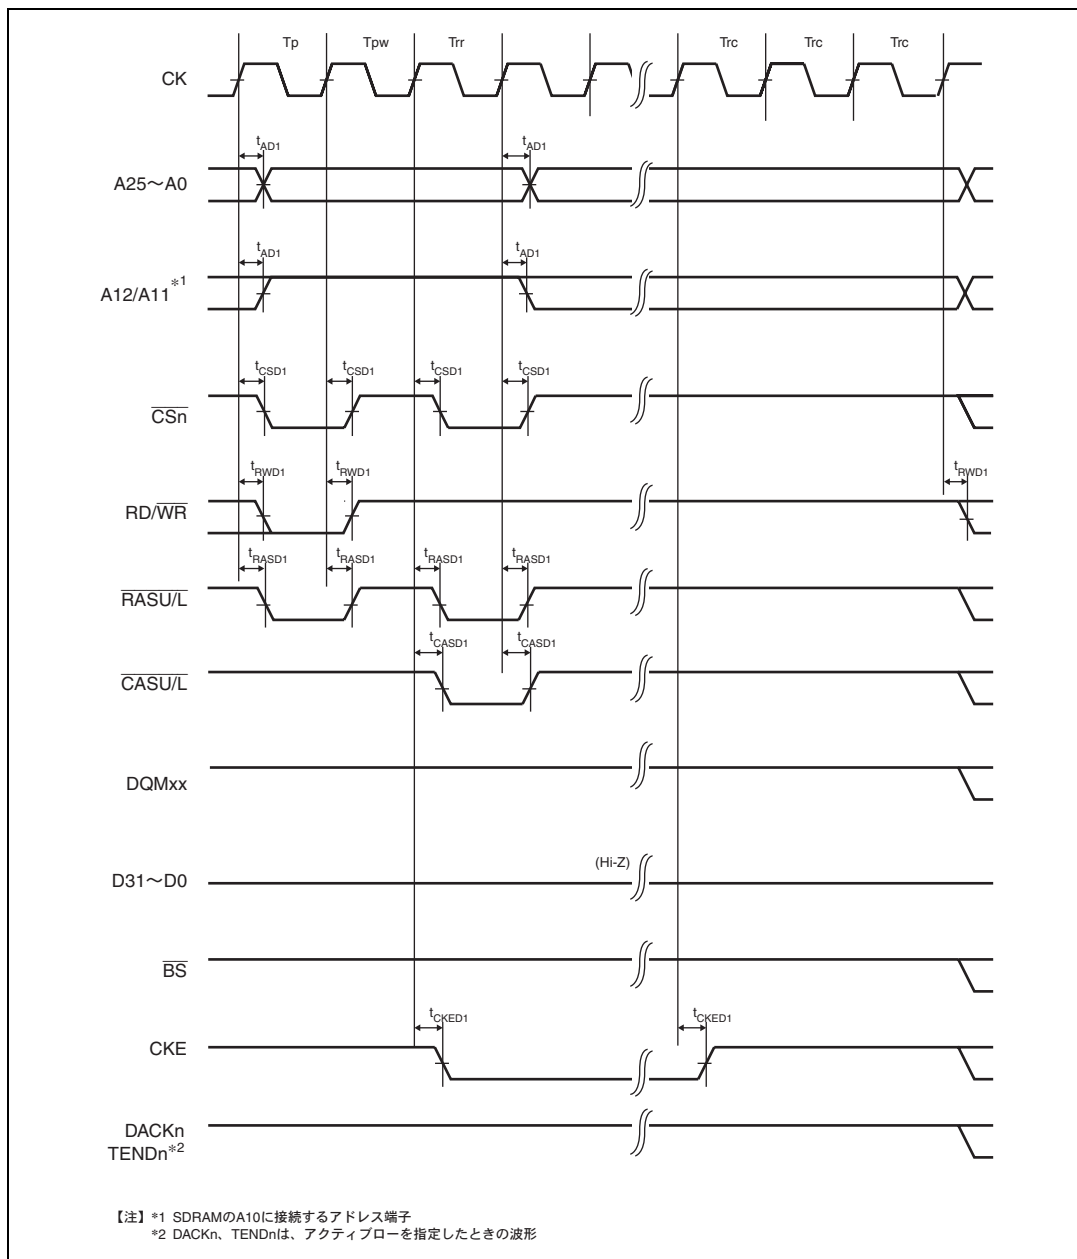 Tp Tpw Trr Trc Trc Trc
CK
tAD1 tAD1
A25〜A0
tAD1 tAD1
A12/A11*1
tCSD1 tCSD1 tCSD1 tCSD1
CSn
tRWD1 tRWD1 tRWD1
RD/WR
tRASD1 tRASD1 tRASD1 tRASD1
RASU/L
tCASD1 tCASD1
CASU/L
DQMxx
(Hi-Z)
D31〜D0
BS
tCKED1 tCKED1
CKE
DACKn
TENDn*2
【注】*1 SDRAMのA10に接続するアドレス端子
*2 DACKn、TENDnは、アクティブローを指定したときの波形